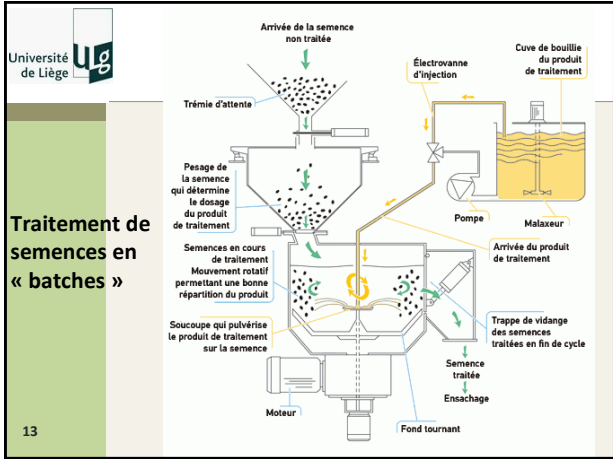 Université
de Liège
ULg
Traitement de
semences en
« batches »
13
Arrivée de la semence
non traitée
Trémie d'attente
Pesage de
la semence
qui détermine
le dosage
du produit
de traitement
Semences en cours
de traitement
Mouvement rotatif
permettant une bonne
répartition du produit
Soucoupe qui pulvérise
le produit de traitement
sur la semence
Moteur
Électrovanne
d'injection
Cuve de bouillie
du produit
de traitement
Pompe
Malaxeur
Arrivée du produit
de traitement
Trappe de vidange
des semences
traitées en fin de cycle
Semence
traitée
Ensachage
Fond tournant